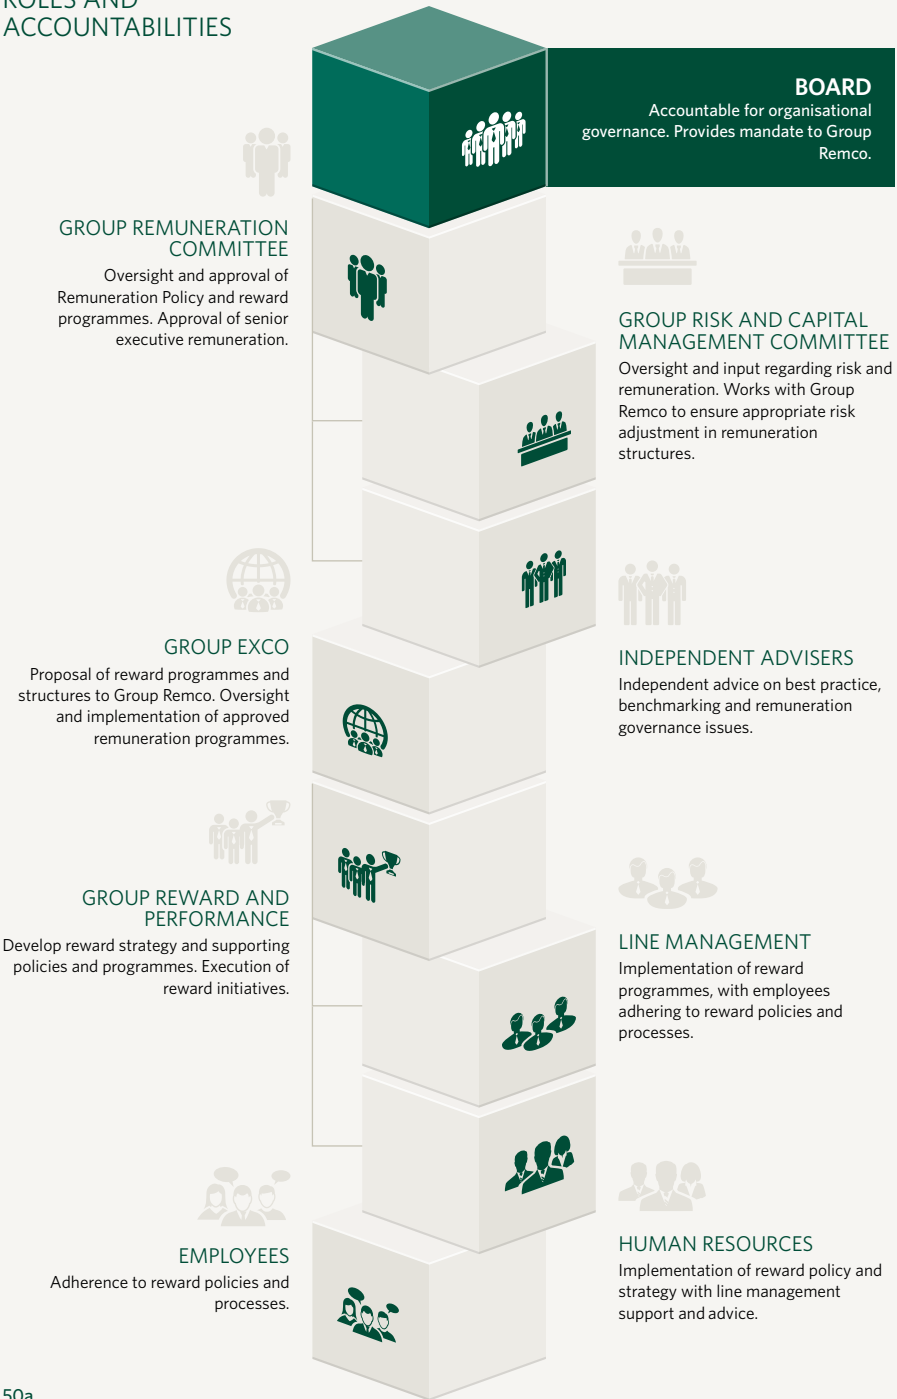 ROLES AND
ACCOUNTABILITIES
BOARD
Accountable for organisational
governance. Provides mandate to Group
Remco.
GROUP REMUNERATION
COMMITTEE
Oversight and approval of
Remuneration Policy and reward
programmes. Approval of senior
executive remuneration.
GROUP RISK AND CAPITAL
MANAGEMENT COMMITTEE
Oversight and input regarding risk and
remuneration. Works with Group
Remco to ensure appropriate risk
adjustment in remuneration
structures.
GROUP EXCO
Proposal of reward programmes and
structures to Group Remco. Oversight
and implementation of approved
remuneration programmes.
INDEPENDENT ADVISERS
Independent advice on best practice,
benchmarking and remuneration
governance issues.
GROUP REWARD AND
PERFORMANCE
Develop reward strategy and supporting
policies and programmes. Execution of
reward initiatives.
LINE MANAGEMENT
Implementation of reward
programmes, with employees
adhering to reward policies and
processes.
EMPLOYEES
Adherence to reward policies and
processes.
HUMAN RESOURCES
Implementation of reward policy and
strategy with line management
support and advice.
50a